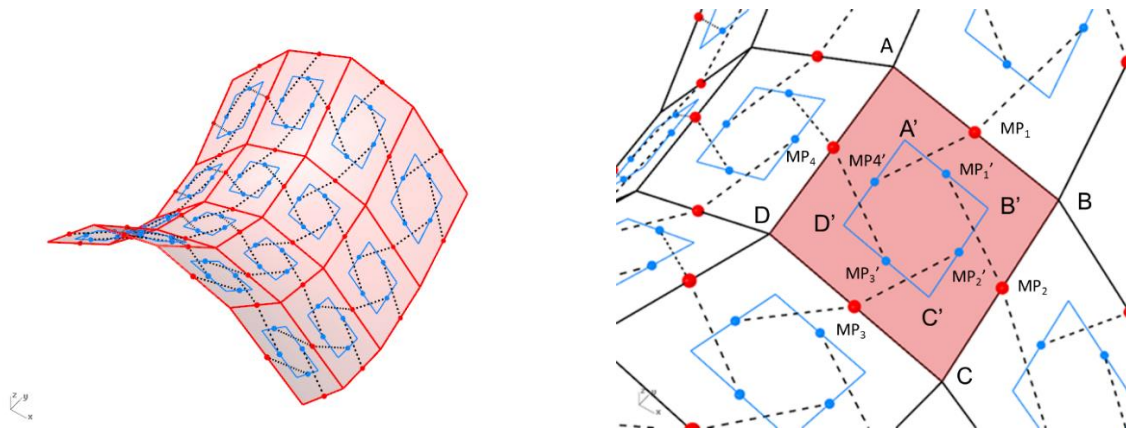 z y
x
A
MP₁
MP₄
MP4’
A’
MP₁’
B
B’
D
D’
MP₃’
MP₂’
MP₂
C’
MP₃
C
z y
x